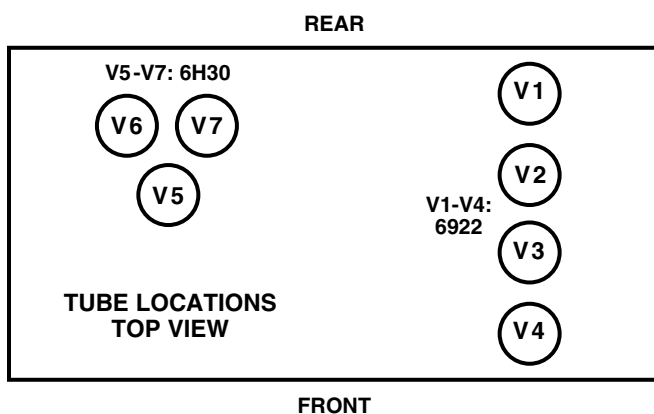 REAR
V5-V7: 6H30
V1
V6 V7
V2
V5
V1-V4:
6922
V3
TUBE LOCATIONS
TOP VIEW
V4
FRONT